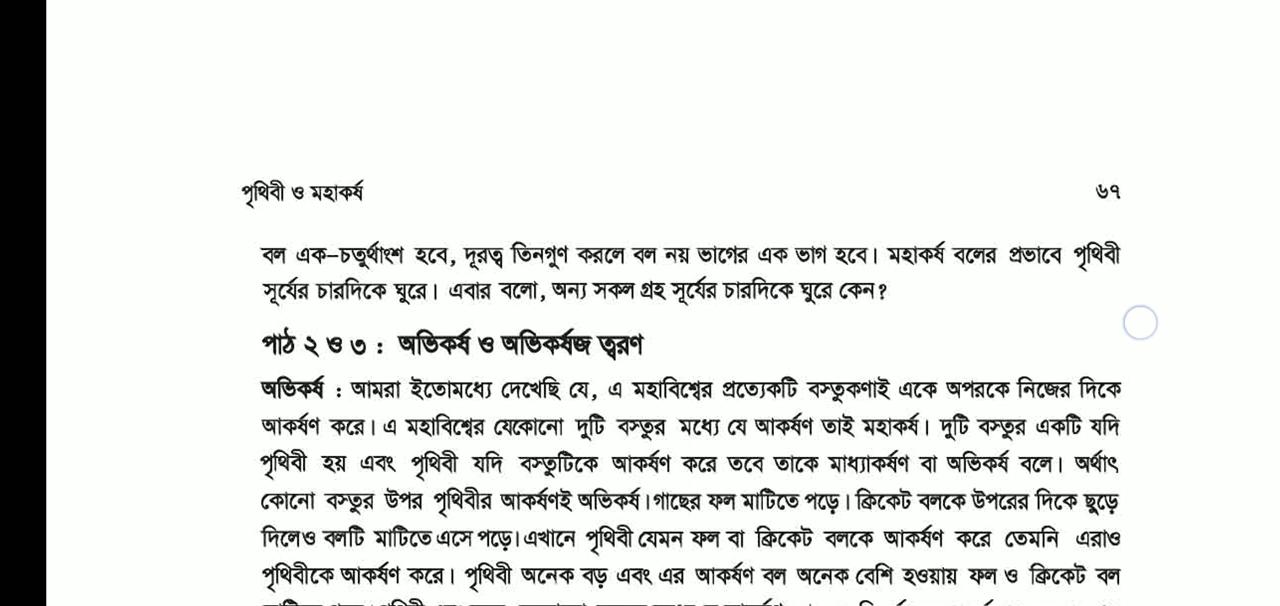 পৃথিবী ও মহাকর্ষ ৬৭
বল এক-চতুর্থাংশ হবে, দূরত্ব তিনগুণ করলে বল নয় ভাগের এক ভাগ হবে। মহাকর্ষ বলের প্রভাবে পৃথিবী
সূর্যের চারদিকে ঘুরে। এবার বলো, অন্য সকল গ্রহ সূর্যের চারদিকে ঘুরে কেন?
পাঠ ২ ও ৩ : অভিকর্ষ ও অভিকর্ষজ ত্বরণ
অভিকর্ষ : আমরা ইতোমধ্যে দেখেছি যে, এ মহাবিশ্বের প্রত্যেকটি বস্তুকণাই একে অপরকে নিজের দিকে
আকর্ষণ করে। এ মহাবিশ্বের যেকোনো দুটি বস্তুর মধ্যে যে আকর্ষণ তাই মহাকর্ষ। দুটি বস্তুর একটি যদি
পৃথিবী হয় এবং পৃথিবী যদি বস্তুটিকে আকর্ষণ করে তবে তাকে মাধ্যাকর্ষণ বা অভিকর্ষ বলে। অর্থাৎ
কোনো বস্তুর উপর পৃথিবীর আকর্ষণই অভিকর্ষ। গাছের ফল মাটিতে পড়ে। ক্রিকেট বলকে উপরের দিকে ছুড়ে
দিলেও বলটি মাটিতে এসে পড়ে। এখানে পৃথিবী যেমন ফল বা ক্রিকেট বলকে আকর্ষণ করে তেমনি এরাও
পৃথিবীকে আকর্ষণ করে। পৃথিবী অনেক বড় এবং এর আকর্ষণ বল অনেক বেশি হওয়ায় ফল ও ক্রিকেট বল